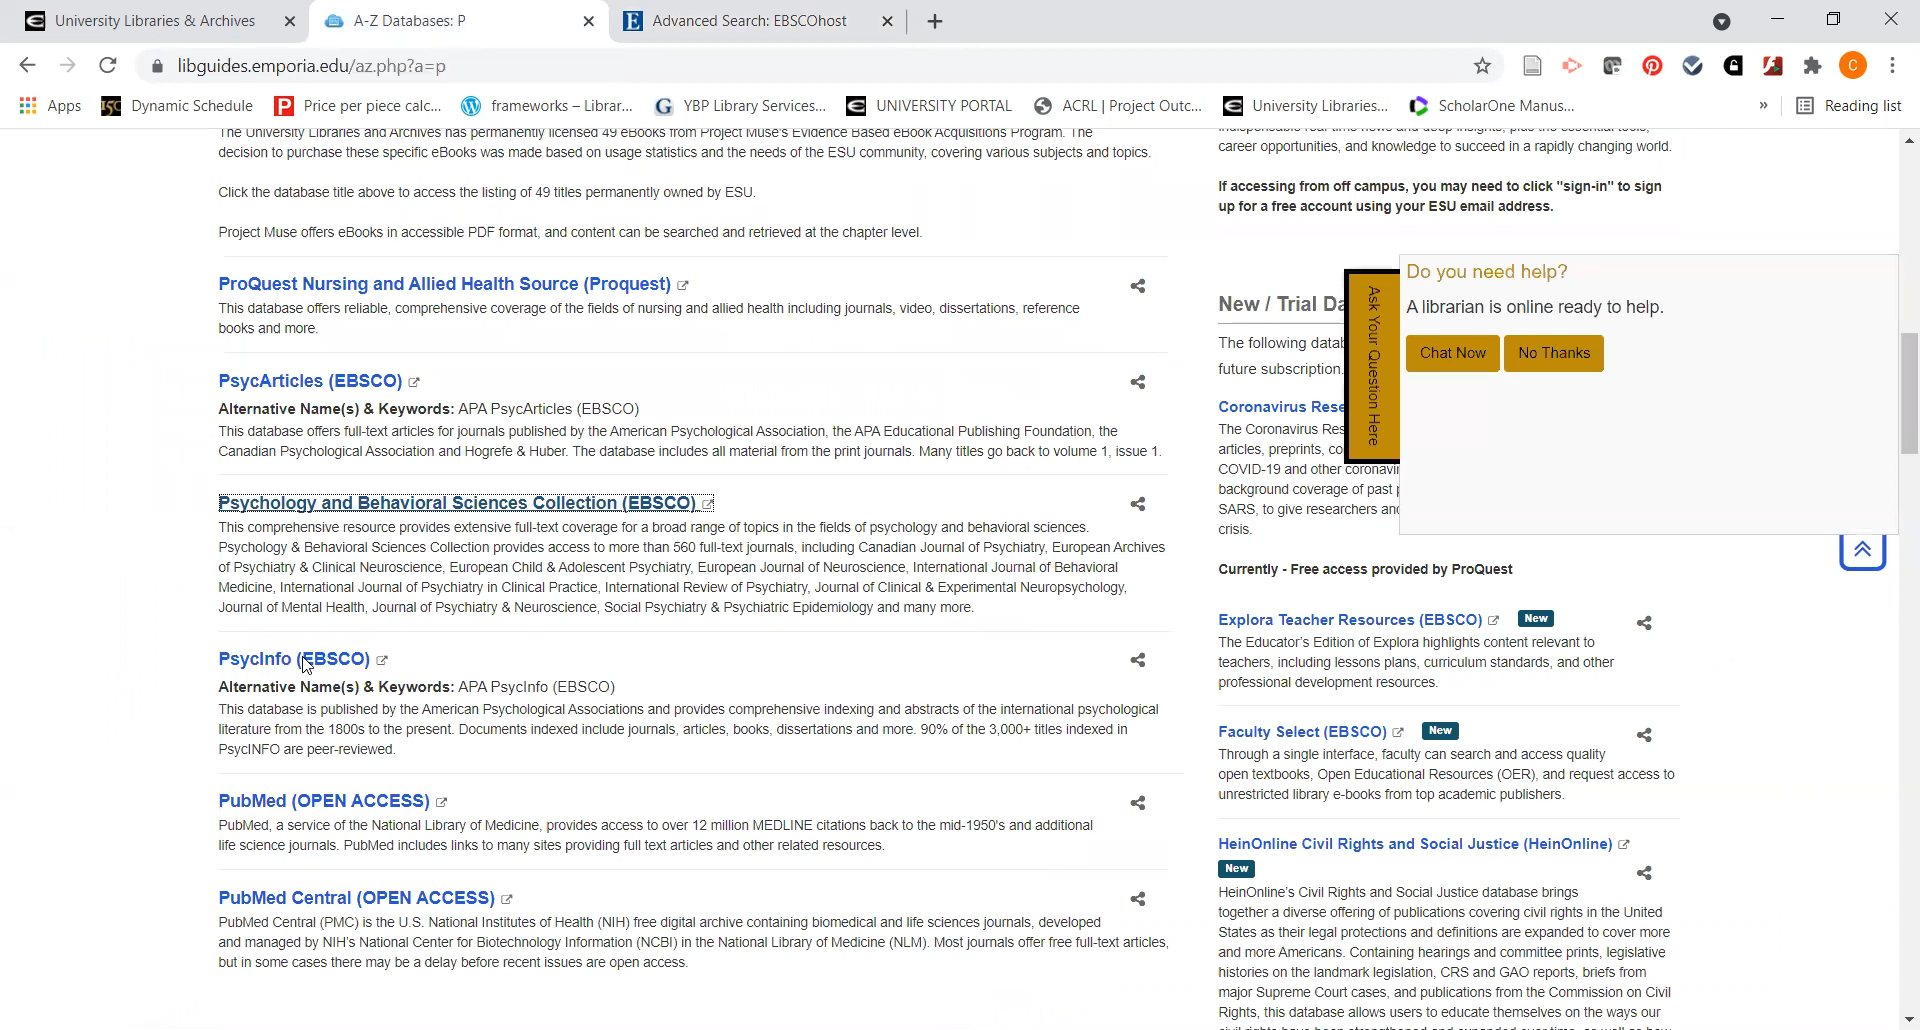 University Libraries & Archives
A-Z Databases: P
Advanced Search: EBSCOhost
libguides.emporia.edu/az.php?a=p
C
Apps
Dynamic Schedule
Price per piece calc...
frameworks – Librar...
YBP Library Services...
UNIVERSITY PORTAL
ACRL | Project Outc...
University Libraries...
ScholarOne Manus...
»
Reading list
The University Libraries and Archives has permanently licensed 49 eBooks from Project Muse's Evidence Based eBook Acquisitions Program. The
decision to purchase these specific eBooks was made based on usage statistics and the needs of the ESU community, covering various subjects and topics.
Click the database title above to access the listing of 49 titles permanently owned by ESU.
Project Muse offers eBooks in accessible PDF format, and content can be searched and retrieved at the chapter level.
ProQuest Nursing and Allied Health Source (Proquest)
This database offers reliable, comprehensive coverage of the fields of nursing and allied health including journals, video, dissertations, reference
books and more.
PsycArticles (EBSCO)
Alternative Name(s) & Keywords: APA PsycArticles (EBSCO)
This database offers full-text articles for journals published by the American Psychological Association, the APA Educational Publishing Foundation, the
Canadian Psychological Association and Hogrefe & Huber. The database includes all material from the print journals. Many titles go back to volume 1, issue 1.
Psychology and Behavioral Sciences Collection (EBSCO)
This comprehensive resource provides extensive full-text coverage for a broad range of topics in the fields of psychology and behavioral sciences.
Psychology & Behavioral Sciences Collection provides access to more than 560 full-text journals, including Canadian Journal of Psychiatry, European Archives
of Psychiatry & Clinical Neuroscience, European Child & Adolescent Psychiatry, European Journal of Neuroscience, International Journal of Behavioral
Medicine, International Journal of Psychiatry in Clinical Practice, International Review of Psychiatry, Journal of Clinical & Experimental Neuropsychology,
Journal of Mental Health, Journal of Psychiatry & Neuroscience, Social Psychiatry & Psychiatric Epidemiology and many more.
PsycInfo (EBSCO)
Alternative Name(s) & Keywords: APA PsycInfo (EBSCO)
This database is published by the American Psychological Associations and provides comprehensive indexing and abstracts of the international psychological
literature from the 1800s to the present. Documents indexed include journals, articles, books, dissertations and more. 90% of the 3,000+ titles indexed in
PsycINFO are peer-reviewed.
PubMed (OPEN ACCESS)
PubMed, a service of the National Library of Medicine, provides access to over 12 million MEDLINE citations back to the mid-1950's and additional
life science journals. PubMed includes links to many sites providing full text articles and other related resources.
PubMed Central (OPEN ACCESS)
PubMed Central (PMC) is the U.S. National Institutes of Health (NIH) free digital archive containing biomedical and life sciences journals, developed
and managed by NIH's National Center for Biotechnology Information (NCBI) in the National Library of Medicine (NLM). Most journals offer free full-text articles,
but in some cases there may be a delay before recent issues are open access.
indispensable real-time news and deep insights, plus the essential tools,
career opportunities, and knowledge to succeed in a rapidly changing world.
If accessing from off campus, you may need to click "sign-in" to sign
up for a free account using your ESU email address.
New / Trial Da
The following datab
future subscription.
Coronavirus Rese
The Coronavirus Res
articles, preprints, co
COVID-19 and other coronavi
background coverage of past
SARS, to give researchers and
crisis.
Currently - Free access provided by ProQuest
Explora Teacher Resources (EBSCO) New
The Educator's Edition of Explora highlights content relevant to
teachers, including lessons plans, curriculum standards, and other
professional development resources.
Faculty Select (EBSCO) New
Through a single interface, faculty can search and access quality
open textbooks, Open Educational Resources (OER), and request access to
unrestricted library e-books from top academic publishers.
HeinOnline Civil Rights and Social Justice (HeinOnline)
New
HeinOnline's Civil Rights and Social Justice database brings
together a diverse offering of publications covering civil rights in the United
States as their legal protections and definitions are expanded to cover more
and more Americans. Containing hearings and committee prints, legislative
histories on the landmark legislation, CRS and GAO reports, briefs from
major Supreme Court cases, and publications from the Commission on Civil
Rights, this database allows users to educate themselves on the ways our
Ask Your Question Here
Do you need help?
A librarian is online ready to help.
Chat Now
No Thanks